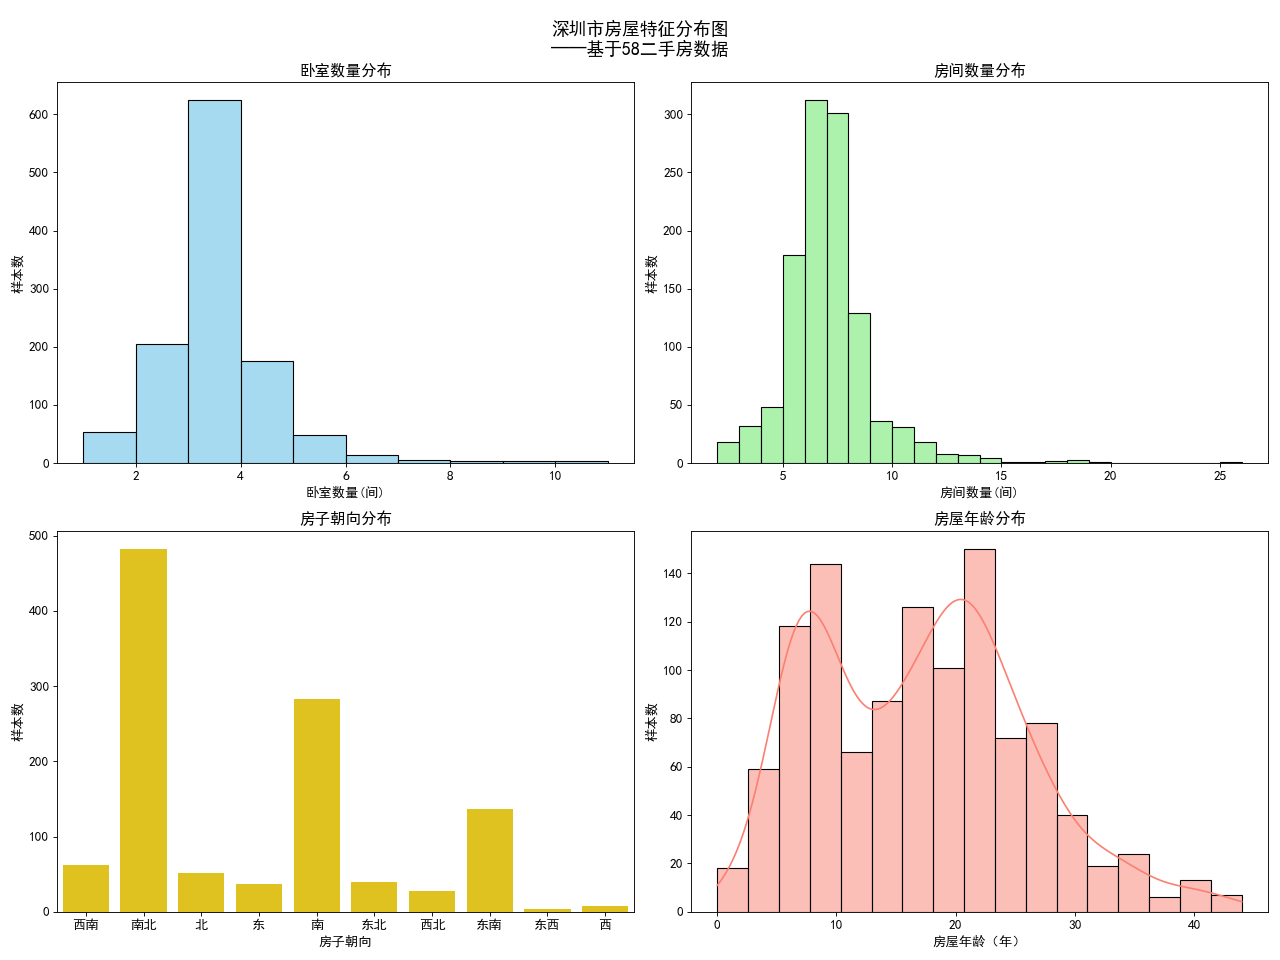 深圳市房屋特征分布图
——基于58二手房数据
卧室数量分布
600
500
400
300
200
100
0
样本数
2 4 6 8 10
卧室数量(间)
房间数量分布
300
250
200
150
100
50
0
样本数
5 10 15 20 25
房间数量(间)
房子朝向分布
500
400
300
200
100
0
样本数
西南 南北 北 东 南 东北 西北 东南 东西 西
房子朝向
房屋年龄分布
140
120
100
80
60
40
20
0
样本数
0 10 20 30 40
房屋年龄（年）